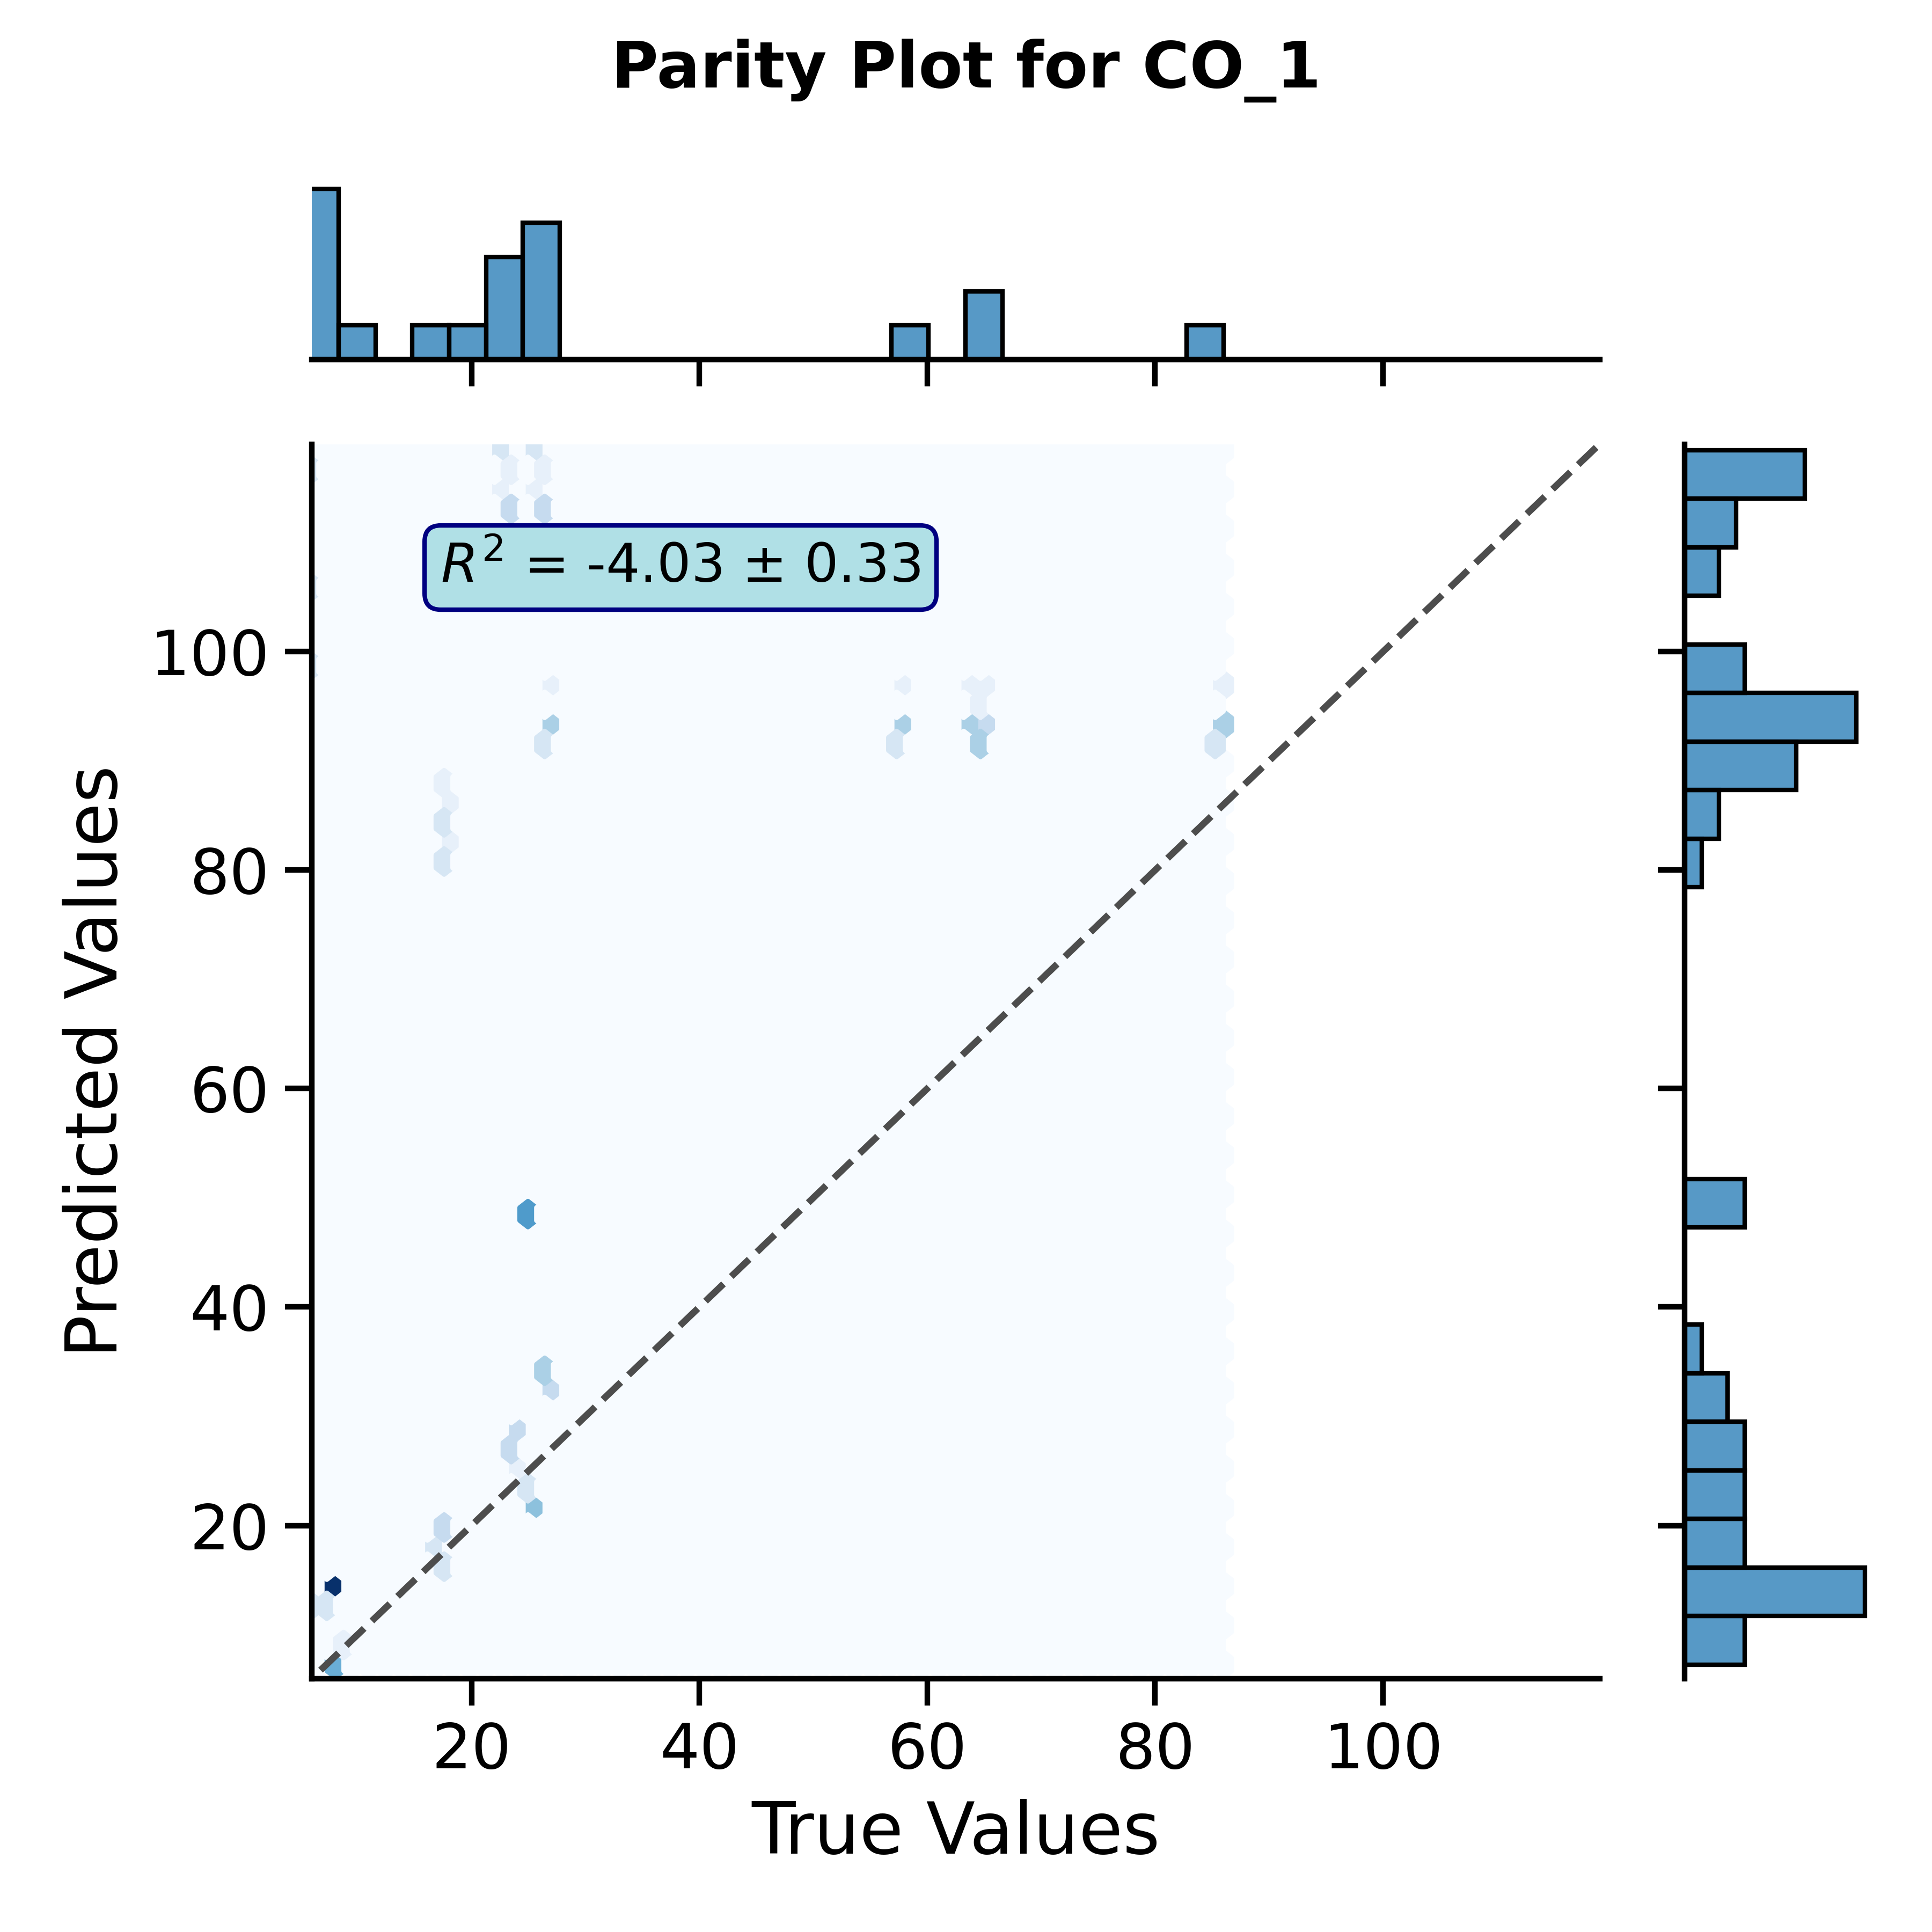 Parity Plot for CO_1
R² = -4.03 ± 0.33
100
80
60
40
20
Predicted Values
20 40 60 80 100
True Values